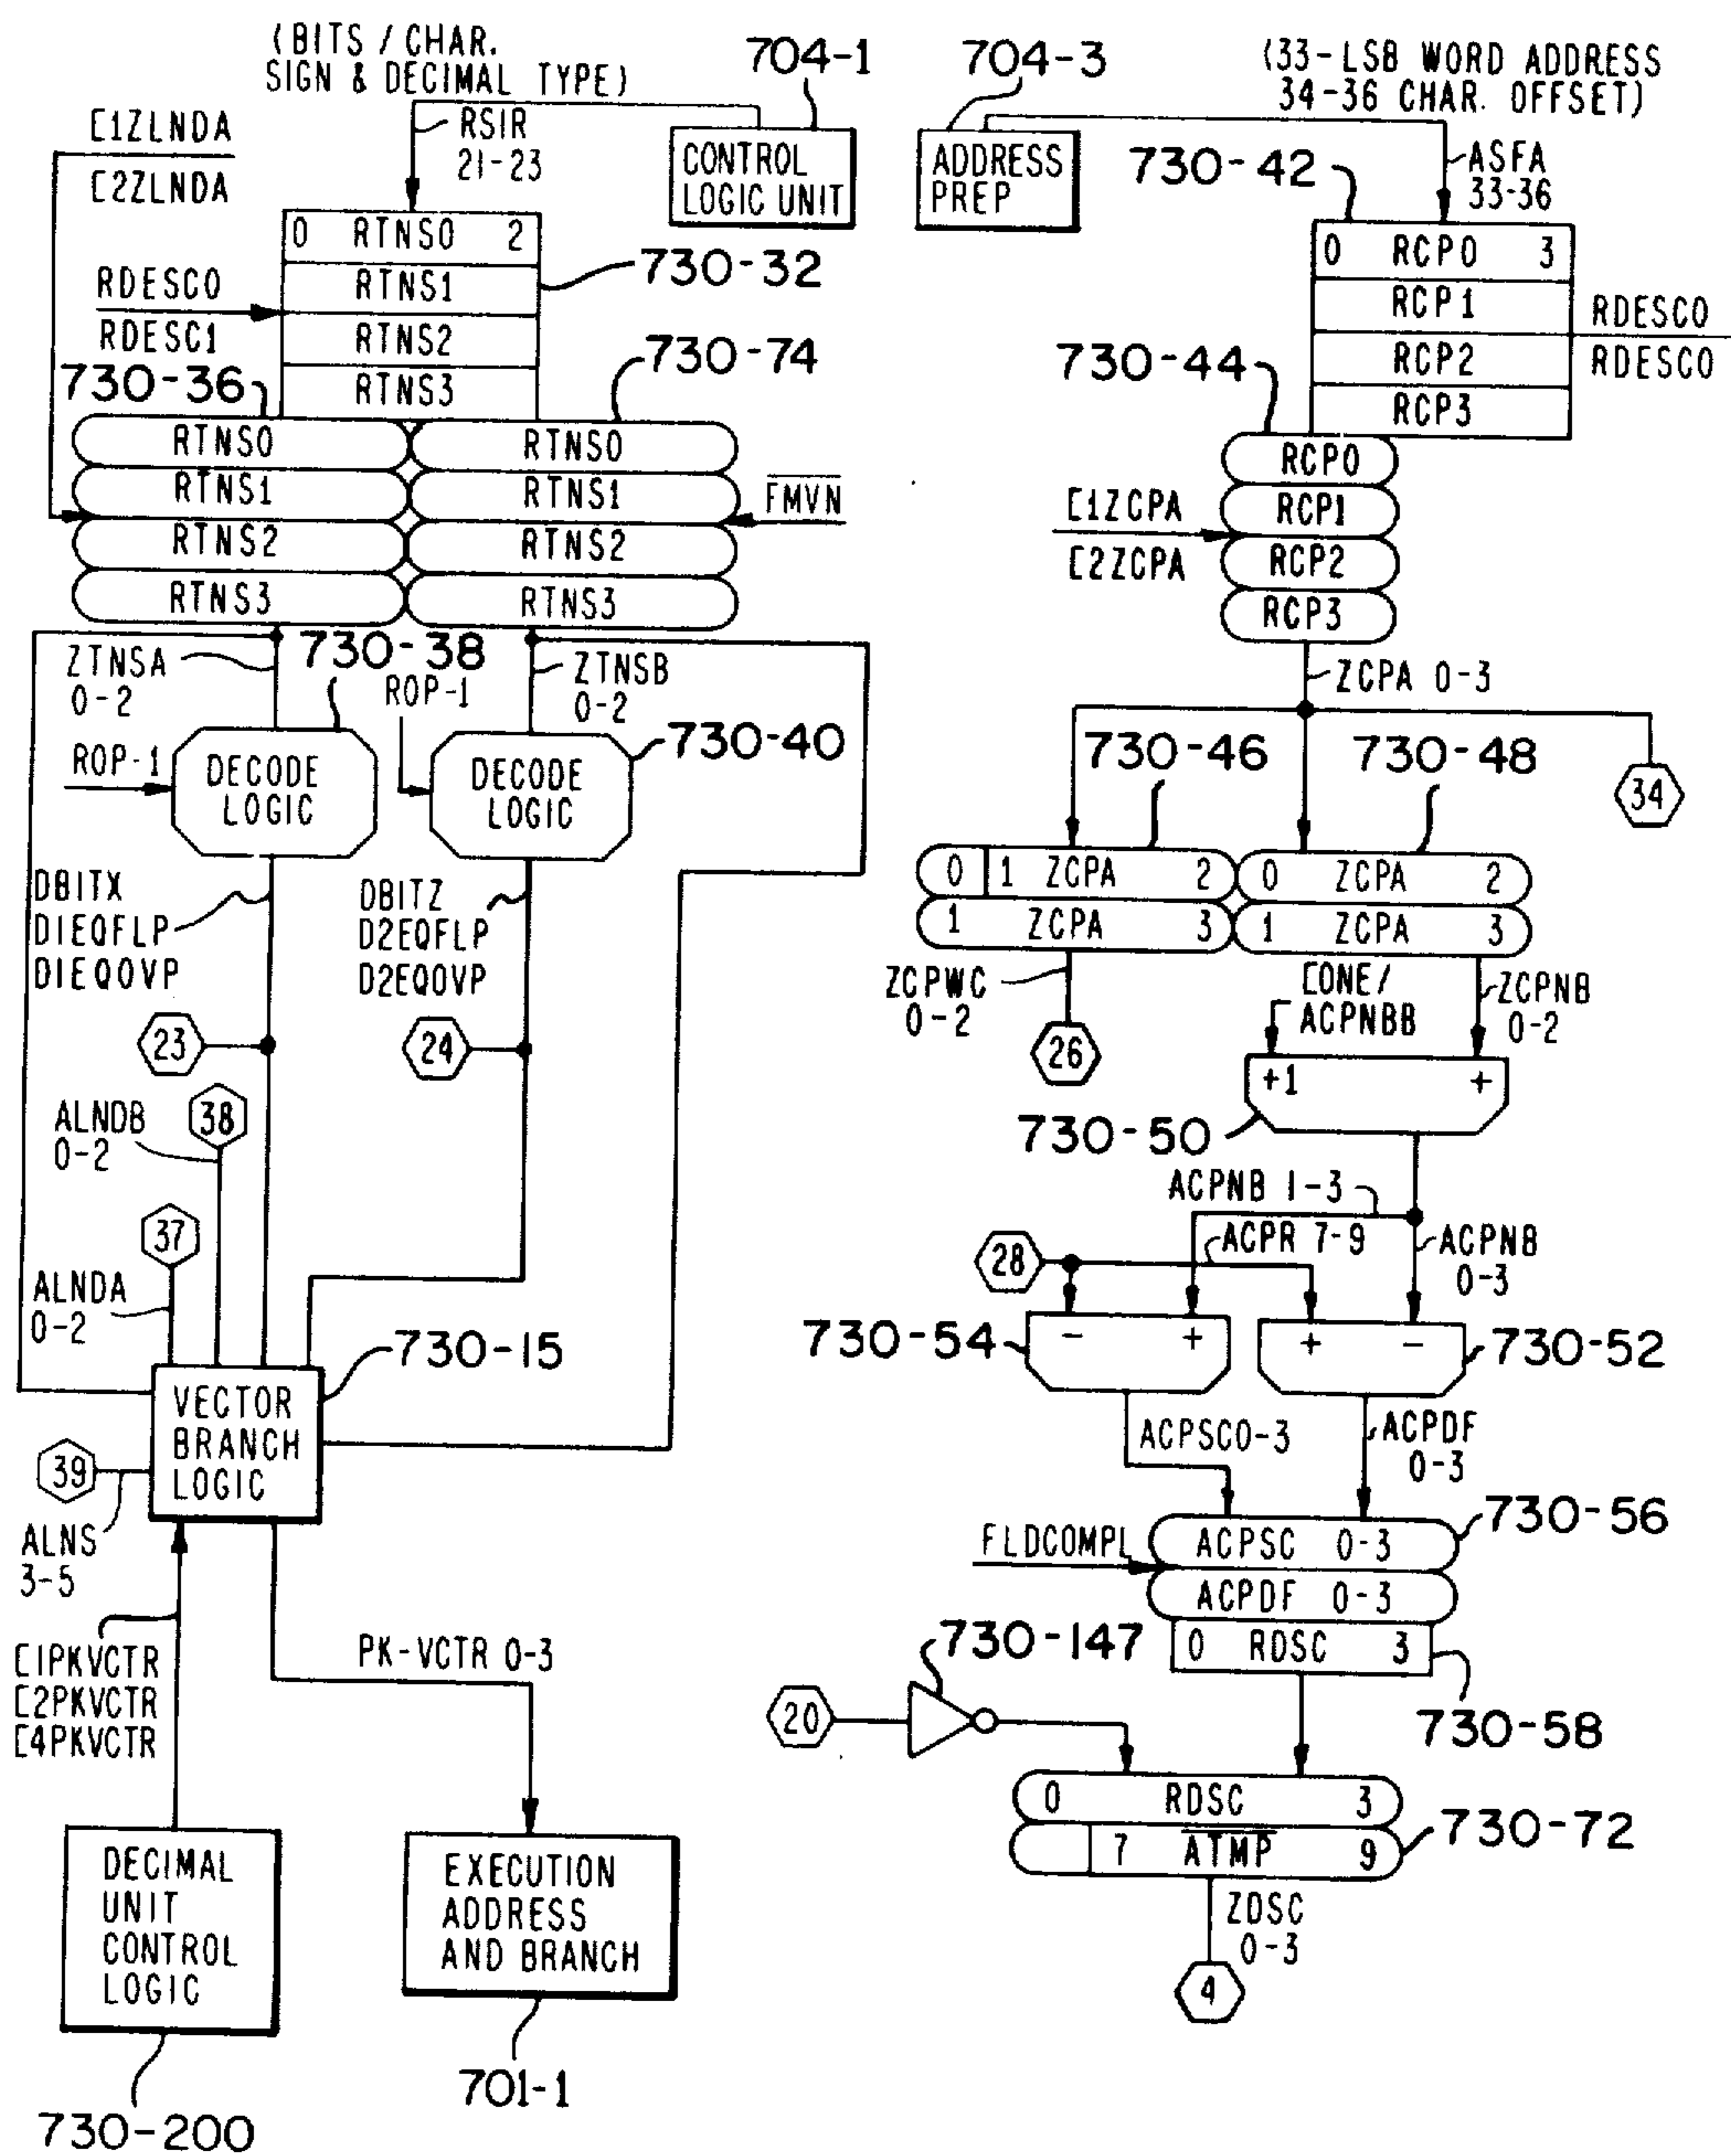 (BITS / CHAR.
SIGN & DECIMAL TYPE)
704-1
704-3
(33-LSB WORD ADDRESS
34-36 CHAR. OFFSET)
[1ZLNDA
[2ZLNDA
RSIR
21-23
CONTROL
LOGIC UNIT
ADDRESS
PREP
730-42
ASFA
33-36
0 RTNS0 2
RTNS1
RTNS2
RTNS3
730-32
RDESC0
RDESC1
0 RCP0 3
RCP1
RCP2
RCP3
RDESC0
RDESC0
730-36
730-74
730-44
RTNS0
RTNS1
RTNS2
RTNS3
RTNS0
RTNS1
RTNS2
RTNS3
FMVN
RCP0
RCP1
RCP2
RCP3
[1ZCPA
[2ZCPA
ZTNSA
0-2
730-38
ROP-1
ZTNSB
0-2
ZCPA 0-3
ROP-1
DECODE
LOGIC
DECODE
LOGIC
730-40
730-46
730-48
34
0 1 ZCPA 2
1 ZCPA 3
0 ZCPA 2
1 ZCPA 3
DBITX
D1EQFLP
D1EQOVP
DBITZ
D2EQFLP
D2EQOVP
ZCPWC
0-2
[ONE/
ACPNBB
ZCPNB
0-2
23
24
26
+1 +
730-50
ALNDB
0-2
38
ACPNB 1-3
ACPR 7-9
ACPNB
0-3
37
28
ALNDA
0-2
730-54
- +
+ -
730-52
730-15
VECTOR
BRANCH
LOGIC
39
ALNS
3-5
ACPSC0-3
ACPDF
0-3
FLDCOMPL
ACPSC 0-3
ACPDF 0-3
0 RDSC 3
730-56
730-58
[1PKVCTR
[2PKVCTR
[4PKVCTR
PK-VCTR 0-3
730-147
20
0 RDSC 3
7 ATMP 9
730-72
ZDSC
0-3
4
DECIMAL
UNIT
CONTROL
LOGIC
EXECUTION
ADDRESS
AND BRANCH
730-200
701-1